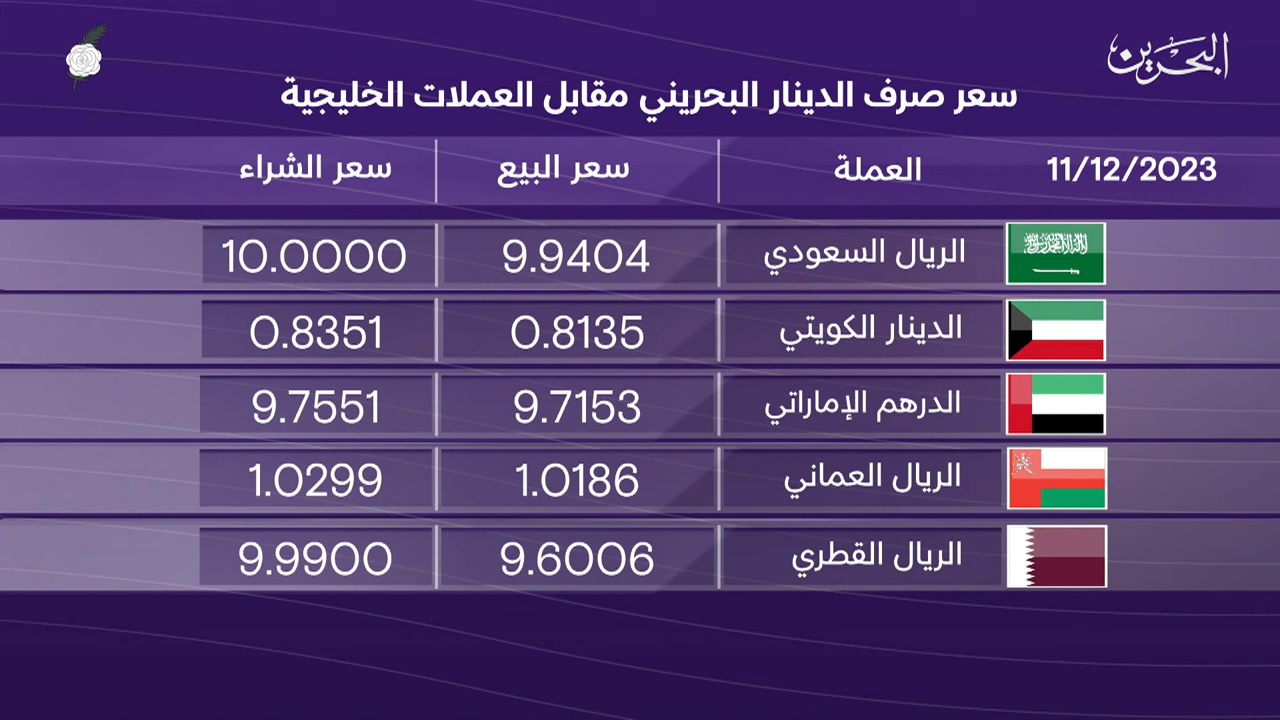 البحرين
سعر صرف الدينار البحريني مقابل العملات الخليجية
11/12/2023 العملة سعر البيع سعر الشراء
الريال السعودي 9.9404 10.0000
الدينار الكويتي 0.8135 0.8351
الدرهم الإماراتي 9.7153 9.7551
الريال العماني 1.0186 1.0299
الريال القطري 9.6006 9.9900